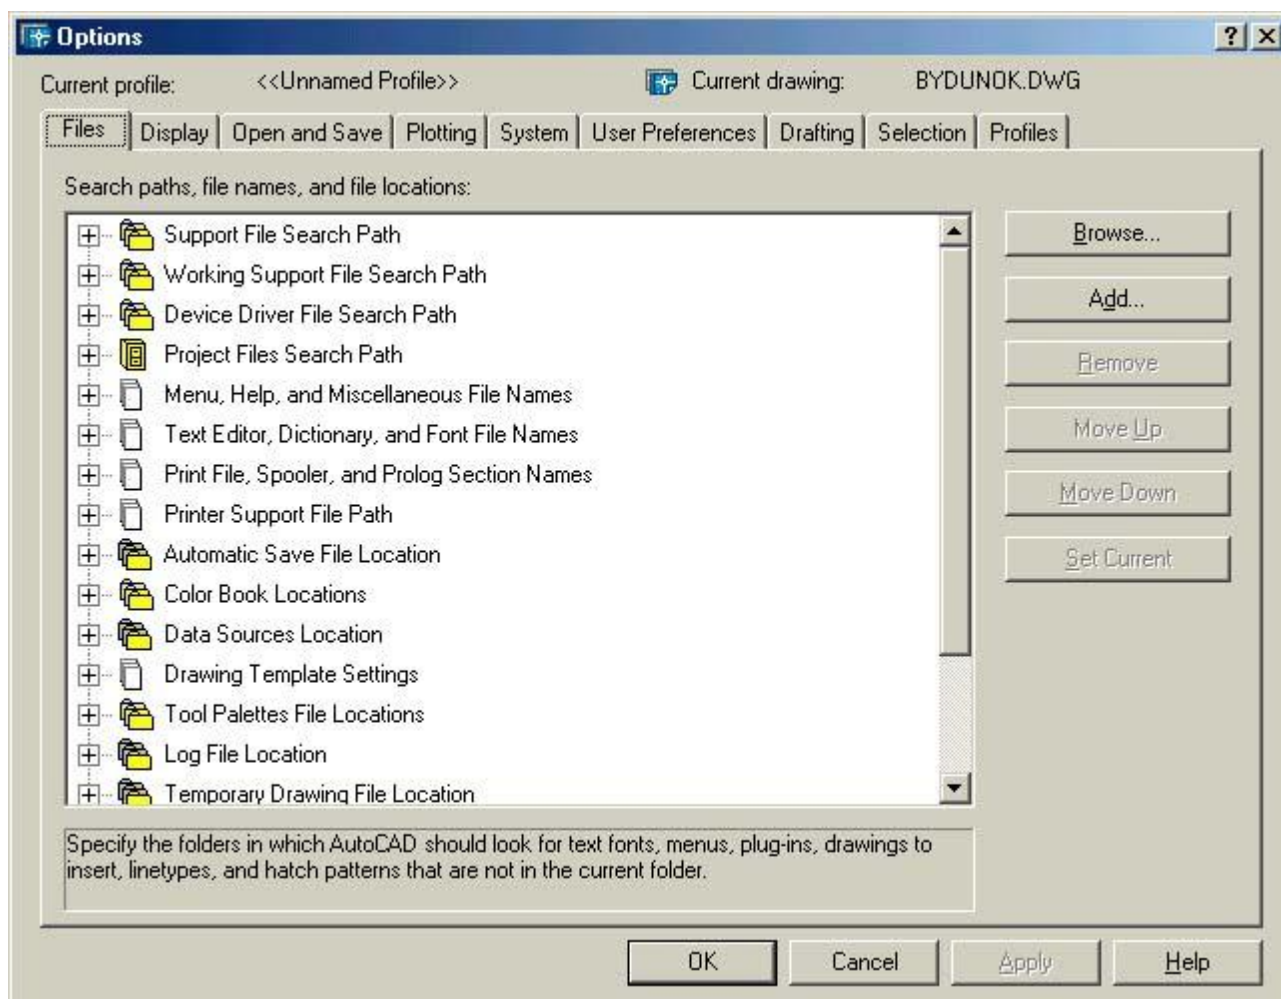 Options
Current profile: <<Unnamed Profile>> Current drawing: BYDUNOK.DWG
Files Display Open and Save Plotting System User Preferences Drafting Selection Profiles
Search paths, file names, and file locations:
Support File Search Path
Working Support File Search Path
Device Driver File Search Path
Project Files Search Path
Menu, Help, and Miscellaneous File Names
Text Editor, Dictionary, and Font File Names
Print File, Spooler, and Prolog Section Names
Printer Support File Path
Automatic Save File Location
Color Book Locations
Data Sources Location
Drawing Template Settings
Tool Palettes File Locations
Log File Location
Temporary Drawing File Location
Browse...
Add...
Remove
Move Up
Move Down
Set Current
Specify the folders in which AutoCAD should look for text fonts, menus, plug-ins, drawings to
insert, linetypes, and hatch patterns that are not in the current folder.
OK Cancel Apply Help